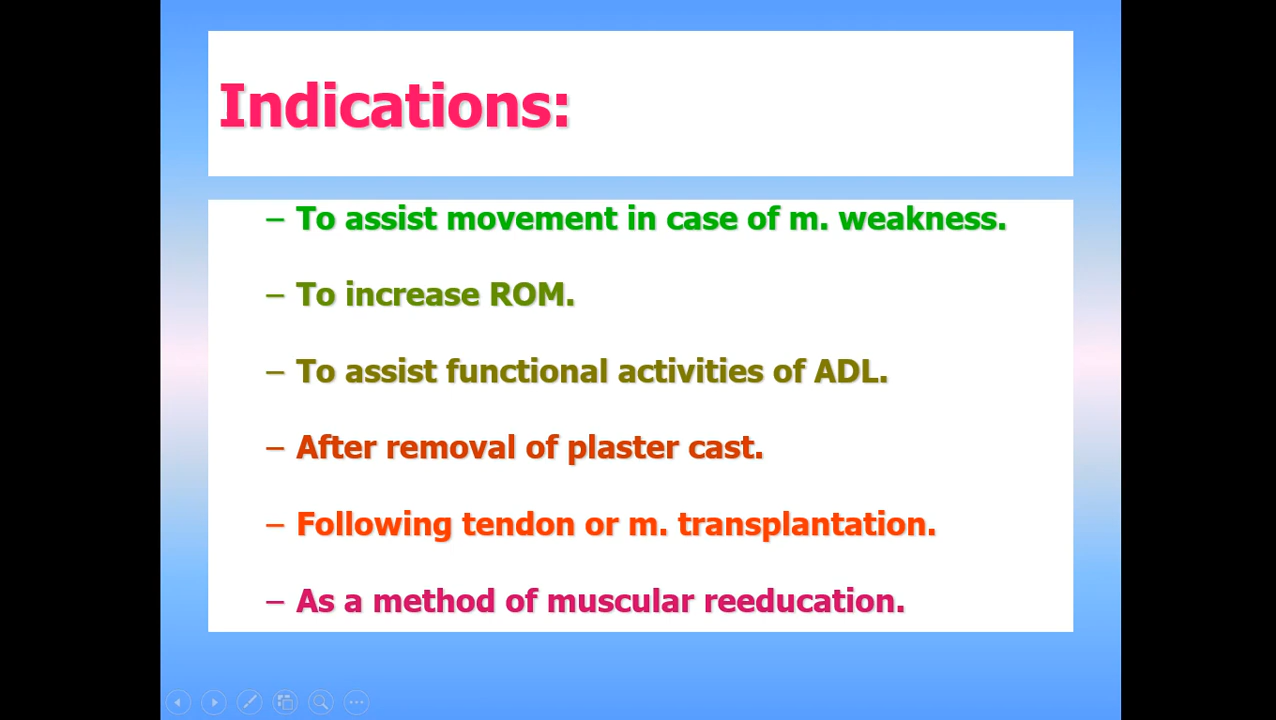 Indications:
– To assist movement in case of m. weakness.
– To increase ROM.
– To assist functional activities of ADL.
– After removal of plaster cast.
– Following tendon or m. transplantation.
– As a method of muscular reeducation.